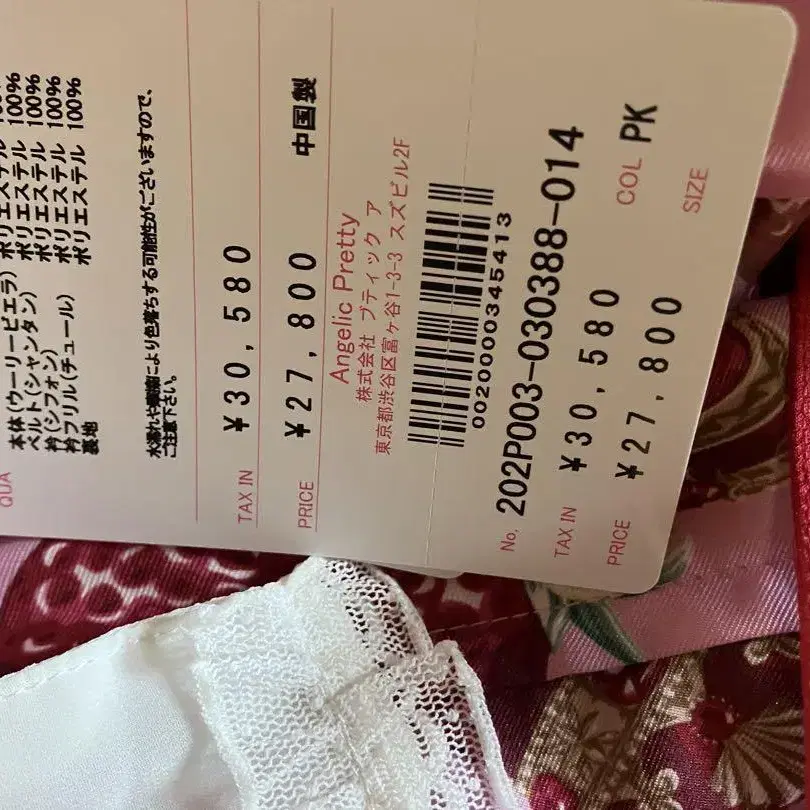 QUA
本体(ウーリーピエラ) ポリエステル 100%
ベルト(シャンタン) ポリエステル 100%
衿(シフォン) ポリエステル 100%
衿フリル(チュール) ポリエステル 100%
裏地 ポリエステル 100%
水濡れや摩擦により色落ちする可能性がございますので、
ご注意下さい。
TAX IN ¥30,580
PRICE ¥27,800 中国製
Angelic Pretty
株式会社 ブティック ア
東京都渋谷区富ヶ谷1-3-3 スズビル2F
0020000345413
No. 202P003-030388-014
TAX IN ¥30,580 COL PK
PRICE ¥27,800 SIZE